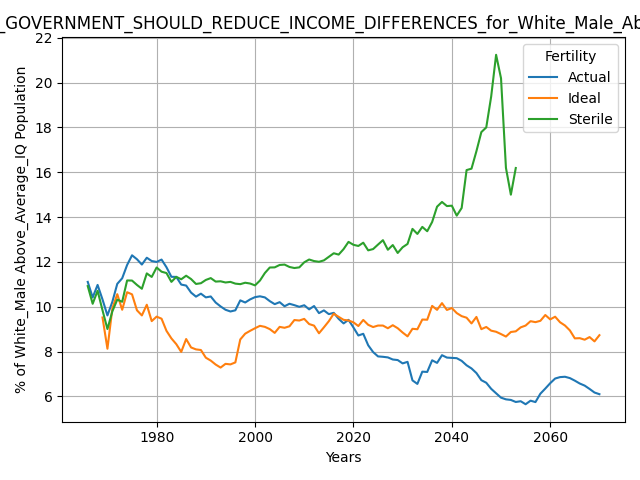 _GOVERNMENT_SHOULD_REDUCE_INCOME_DIFFERENCES_for_White_Male_Ab
22
20
18
16
14
12
10
8
6
% of White_Male Above_Average_IQ Population
Fertility
Actual
Ideal
Sterile
1980
2000
2020
2040
2060
Years